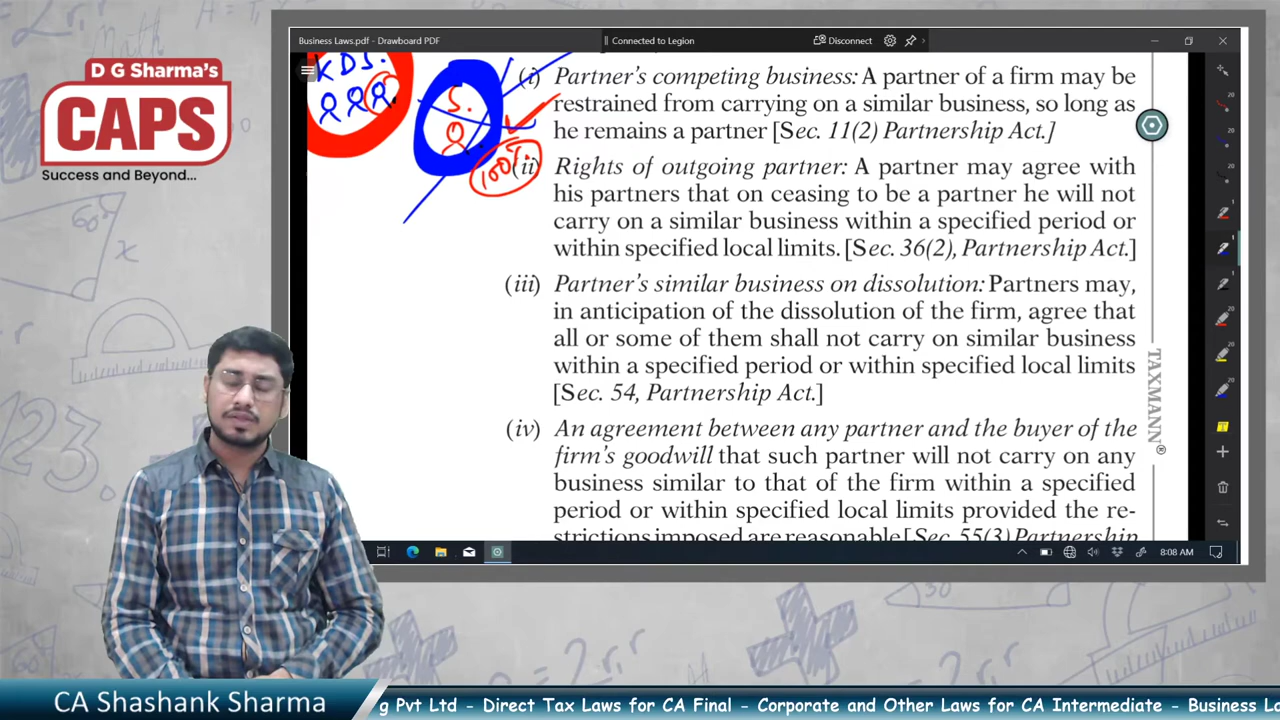 D G Sharma's
CAPS
Success and Beyond...
Business Laws.pdf - Drawboard PDF
Connected to Legion
Disconnect
K D S.
S.
100%
(i) Partner's competing business: A partner of a firm may be
restrained from carrying on a similar business, so long as
he remains a partner [Sec. 11(2) Partnership Act.]
(ii) Rights of outgoing partner: A partner may agree with
his partners that on ceasing to be a partner he will not
carry on a similar business within a specified period or
within specified local limits. [Sec. 36(2), Partnership Act.]
(iii) Partner's similar business on dissolution: Partners may,
in anticipation of the dissolution of the firm, agree that
all or some of them shall not carry on similar business
within a specified period or within specified local limits
[Sec. 54, Partnership Act.]
(iv) An agreement between any partner and the buyer of the
firm's goodwill that such partner will not carry on any
business similar to that of the firm within a specified
period or within specified local limits provided the re-
strictions imposed are reasonable [Sec. 55(3) Partnership
TAXMANN®
8:08 AM
CA Shashank Sharma
g Pvt Ltd - Direct Tax Laws for CA Final - Corporate and Other Laws for CA Intermediate - Business La